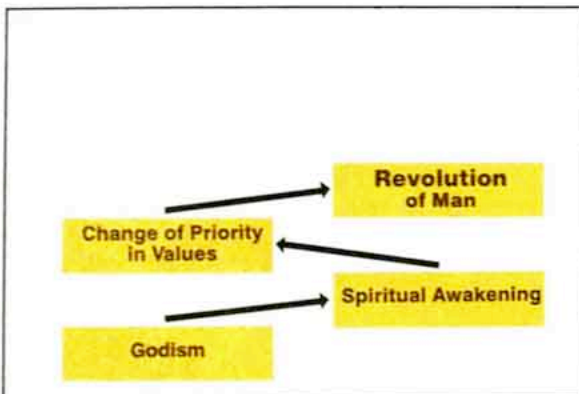 Revolution
of Man
Change of Priority
in Values
Spiritual Awakening
Godism